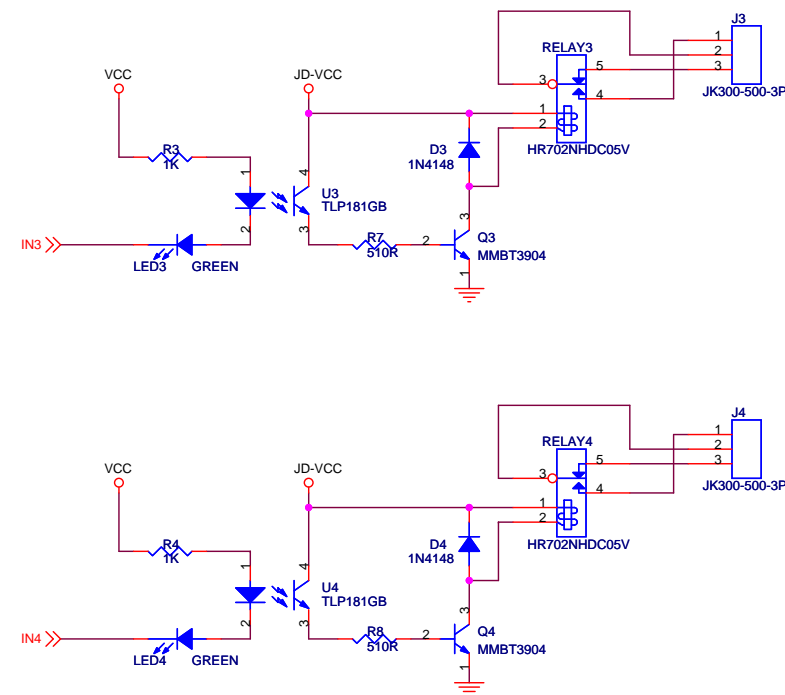 J3
RELAY3
1
2
3
VCC
JD-VCC
3
5
4
JK300-500-3P
1
2
D3
1N4148
HR702NHDC05V
R3
1K
1
4
U3
TLP181GB
2
3
3
R7
510R
2
Q3
MMBT3904
1
IN3
LED3
GREEN
J4
RELAY4
1
2
3
VCC
JD-VCC
3
5
4
JK300-500-3P
1
2
D4
1N4148
HR702NHDC05V
R4
1K
1
4
U4
TLP181GB
2
3
3
R8
510R
2
Q4
MMBT3904
1
IN4
LED4
GREEN